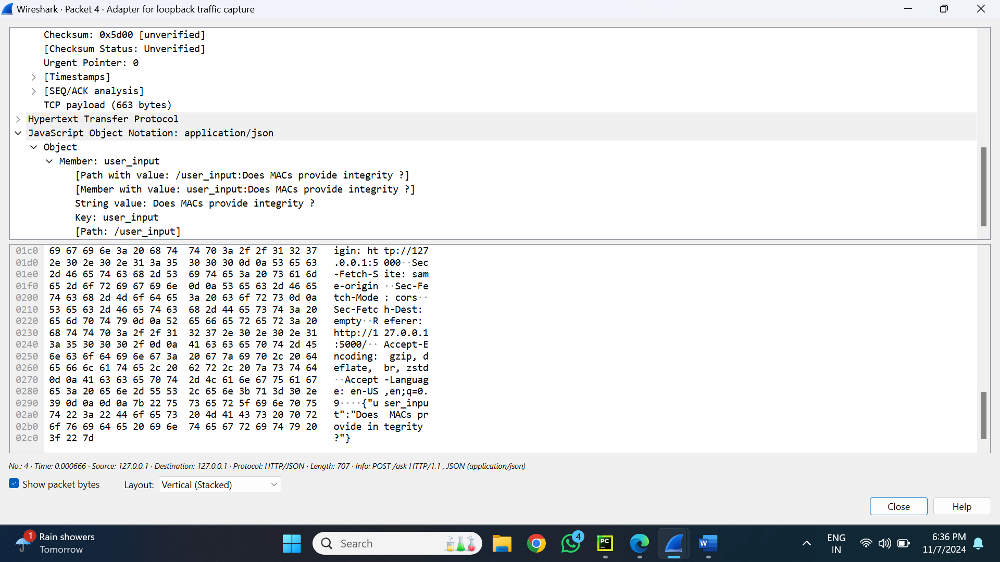 Wireshark · Packet 4 · Adapter for loopback traffic capture
Checksum: 0x5d00 [unverified]
[Checksum Status: Unverified]
Urgent Pointer: 0
[Timestamps]
[SEQ/ACK analysis]
TCP payload (663 bytes)
Hypertext Transfer Protocol
JavaScript Object Notation: application/json
Object
Member: user_input
[Path with value: /user_input:Does MACs provide integrity ?]
[Member with value: user_input:Does MACs provide integrity ?]
String value: Does MACs provide integrity ?
Key: user_input
[Path: /user_input]
01c0 69 67 69 6e 3a 20 68 74 74 70 3a 2f 2f 31 32 37 igin: ht tp://127
01d0 2e 30 2e 30 2e 31 3a 35 30 30 30 0d 0a 53 65 63 .0.0.1:5 000··Sec
01e0 2d 46 65 74 63 68 2d 53 69 74 65 3a 20 73 61 6d -Fetch-S ite: sam
01f0 65 2d 6f 72 69 67 69 6e 0d 0a 53 65 63 2d 46 65 e-origin ··Sec-Fe
0200 74 63 68 2d 4d 6f 64 65 3a 20 63 6f 72 73 0d 0a tch-Mode : cors··
0210 53 65 63 2d 46 65 74 63 68 2d 44 65 73 74 3a 20 Sec-Fetc h-Dest:
0220 65 6d 70 74 79 0d 0a 52 65 66 65 72 65 72 3a 20 empty··R eferer:
0230 68 74 74 70 3a 2f 2f 31 32 37 2e 30 2e 30 2e 31 http://1 27.0.0.1
0240 3a 35 30 30 30 2f 0d 0a 41 63 63 65 70 74 2d 45 :5000/·· Accept-E
0250 6e 63 6f 64 69 6e 67 3a 20 67 7a 69 70 2c 20 64 ncoding: gzip, d
0260 65 66 6c 61 74 65 2c 20 62 72 2c 20 7a 73 74 64 eflate, br, zstd
0270 0d 0a 41 63 63 65 70 74 2d 4c 61 6e 67 75 61 67 ··Accept -Languag
0280 65 3a 20 65 6e 2d 55 53 2c 65 6e 3b 71 3d 30 2e e: en-US ,en;q=0.
0290 39 0d 0a 0d 0a 7b 22 75 73 65 72 5f 69 6e 70 75 9····{"u ser_inpu
02a0 74 22 3a 22 44 6f 65 73 20 4d 41 43 73 20 70 72 t":"Does MACs pr
02b0 6f 76 69 64 65 20 69 6e 74 65 67 72 69 74 79 20 ovide in tegrity
02c0 3f 22 7d ?"}
No.: 4 · Time: 0.000666 · Source: 127.0.0.1 · Destination: 127.0.0.1 · Protocol: HTTP/JSON · Length: 707 · Info: POST /ask HTTP/1.1 , JSON (application/json)
Show packet bytes Layout: Vertical (Stacked)
Close Help
1 Rain showers
Tomorrow
Search
4
PC
W
ENG
IN
6:36 PM
11/7/2024